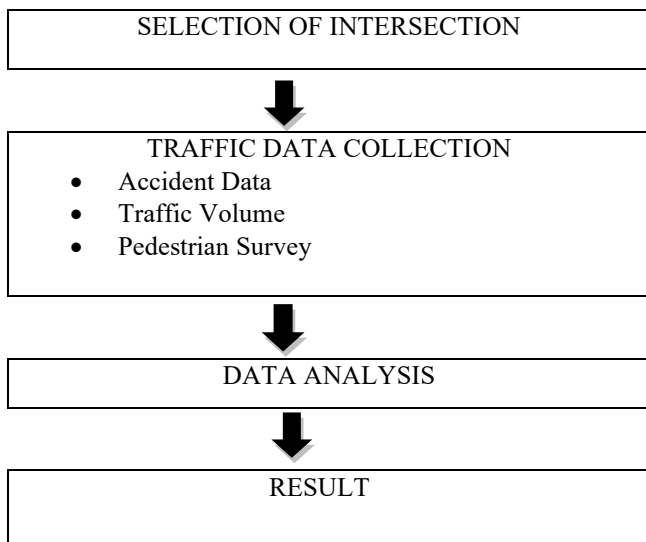 SELECTION OF INTERSECTION
TRAFFIC DATA COLLECTION
• Accident Data
• Traffic Volume
• Pedestrian Survey
DATA ANALYSIS
RESULT